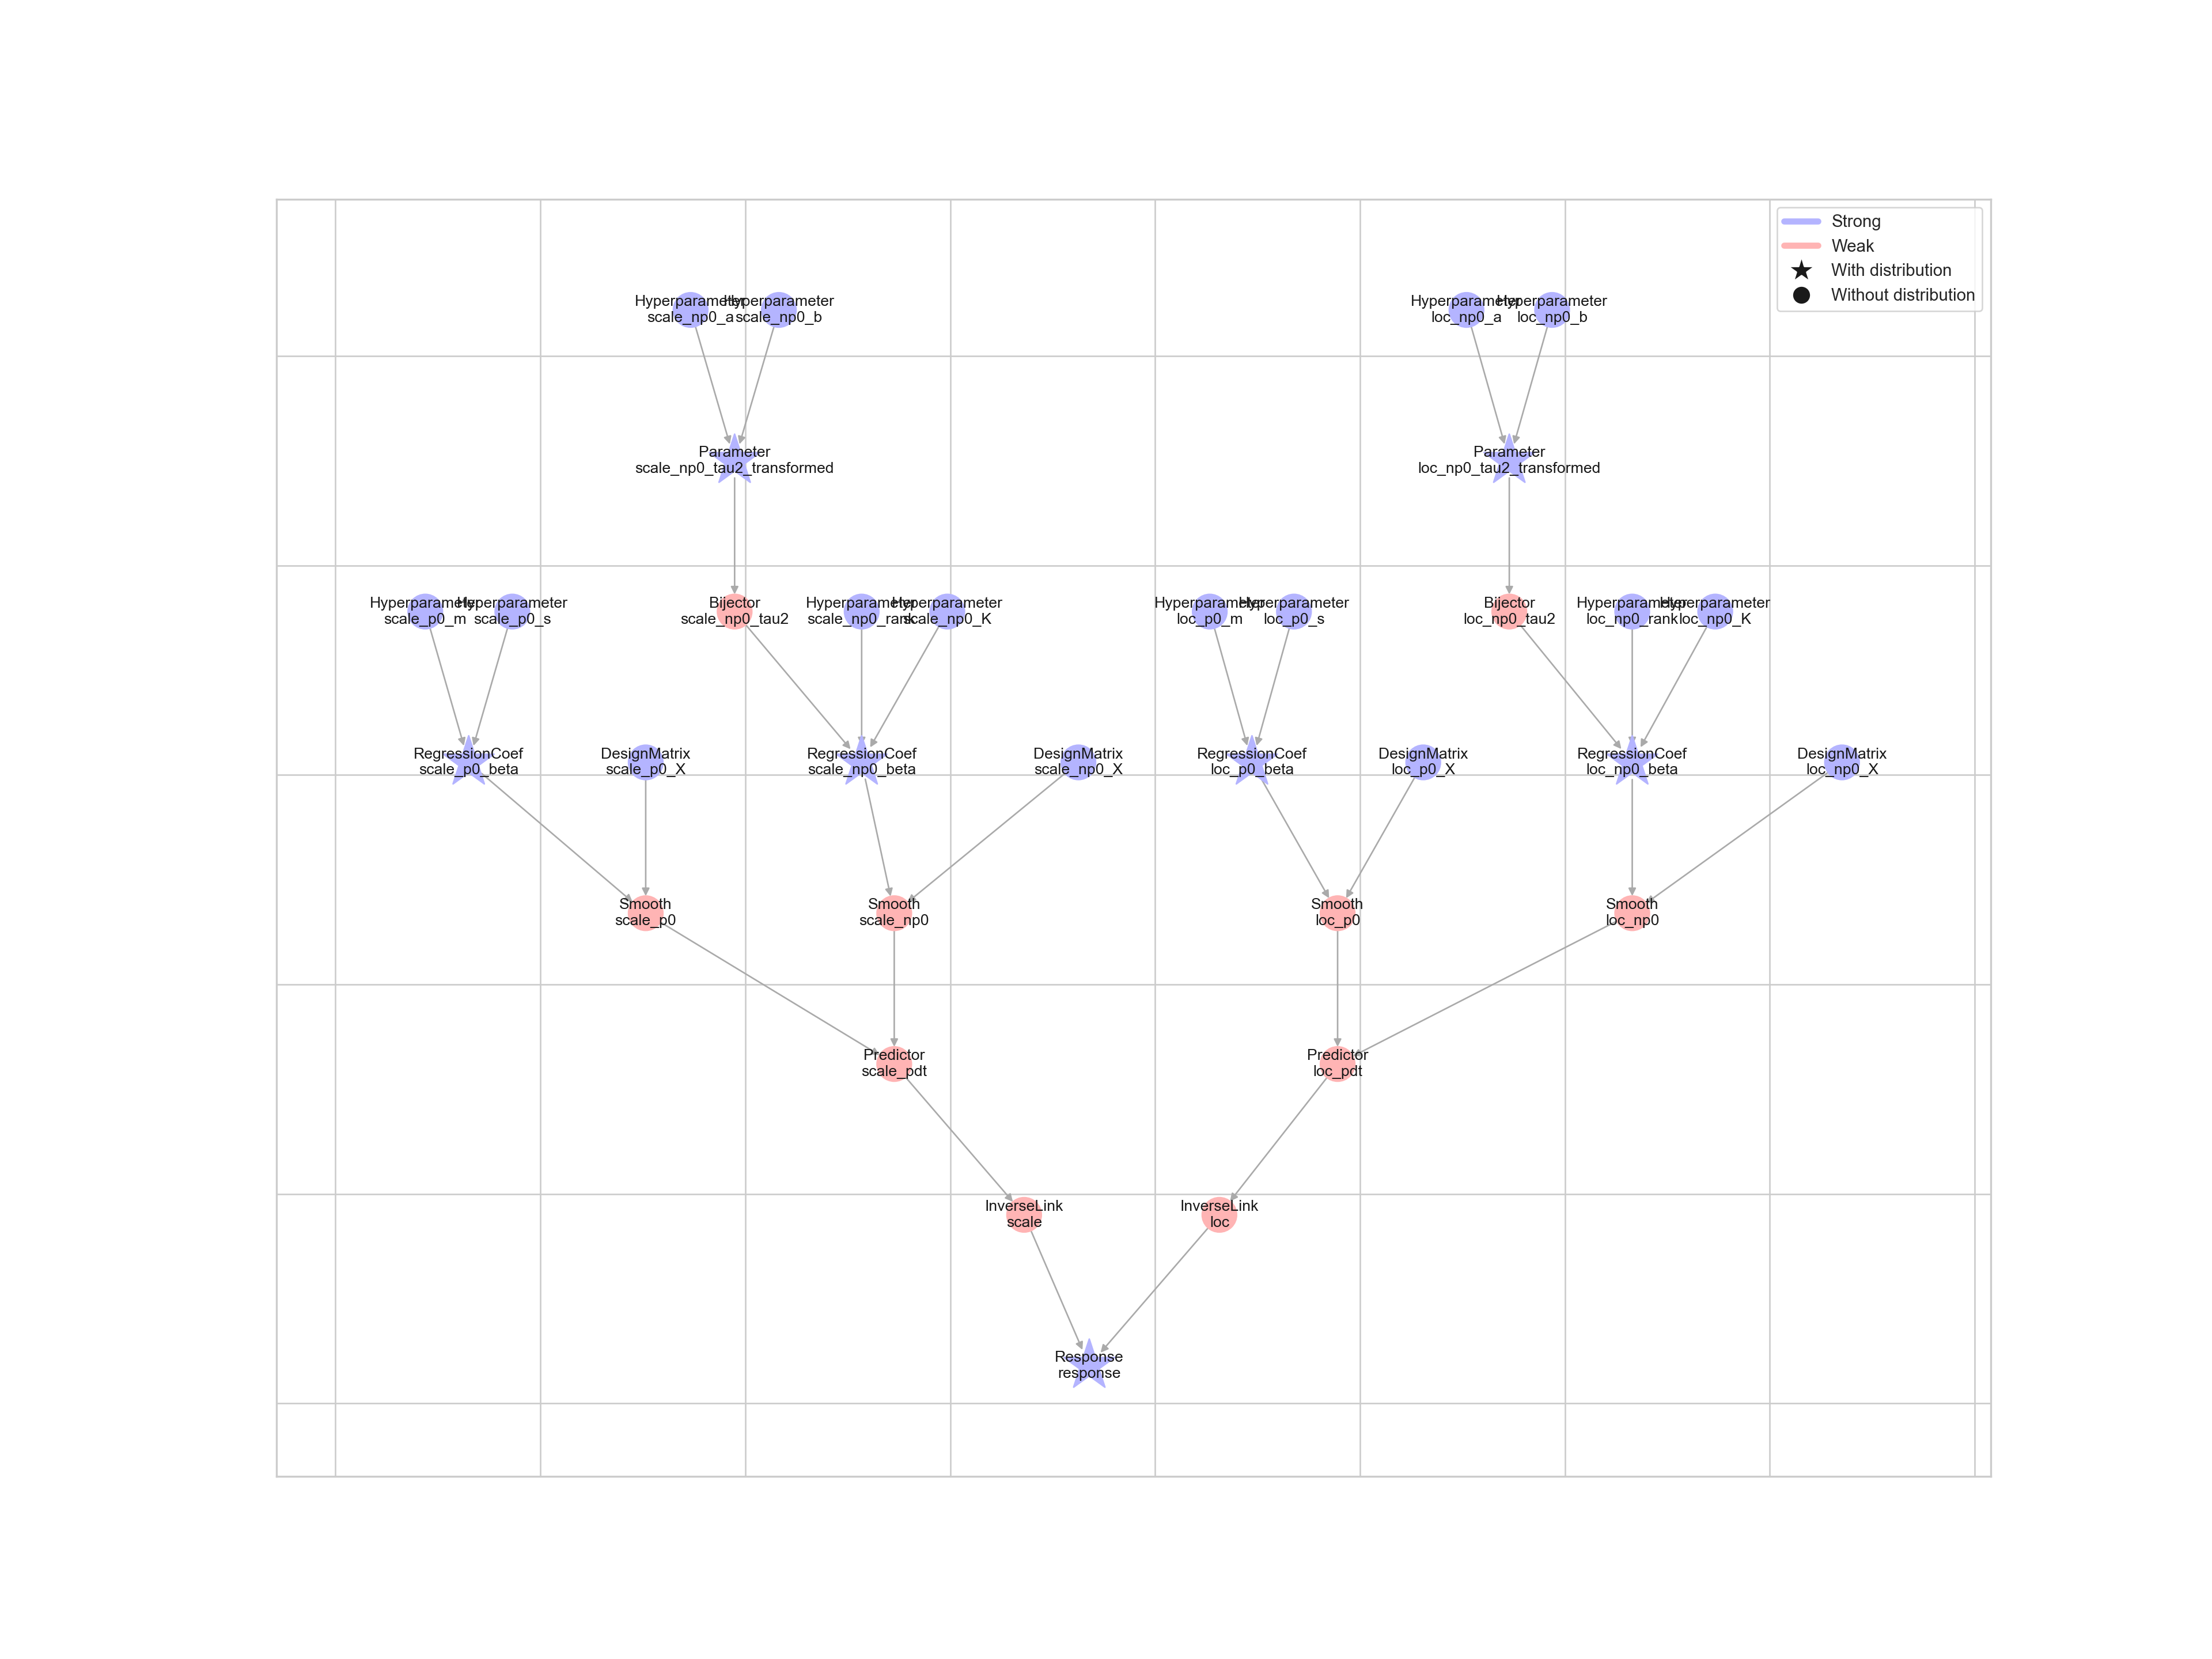 Strong
Weak
With distribution
Without distribution
Hyperparameter
scale_np0_a
Hyperparameter
scale_np0_b
Hyperparameter
loc_np0_a
Hyperparameter
loc_np0_b
Parameter
scale_np0_tau2_transformed
Parameter
loc_np0_tau2_transformed
Hyperparameter
scale_p0_m
Hyperparameter
scale_p0_s
Bijector
scale_np0_tau2
Hyperparameter
scale_np0_rank
Hyperparameter
scale_np0_K
Hyperparameter
loc_p0_m
Hyperparameter
loc_p0_s
Bijector
loc_np0_tau2
Hyperparameter
loc_np0_rank
Hyperparameter
loc_np0_K
RegressionCoef
scale_p0_beta
DesignMatrix
scale_p0_X
RegressionCoef
scale_np0_beta
DesignMatrix
scale_np0_X
RegressionCoef
loc_p0_beta
DesignMatrix
loc_p0_X
RegressionCoef
loc_np0_beta
DesignMatrix
loc_np0_X
Smooth
scale_p0
Smooth
scale_np0
Smooth
loc_p0
Smooth
loc_np0
Predictor
scale_pdt
Predictor
loc_pdt
InverseLink
scale
InverseLink
loc
Response
response